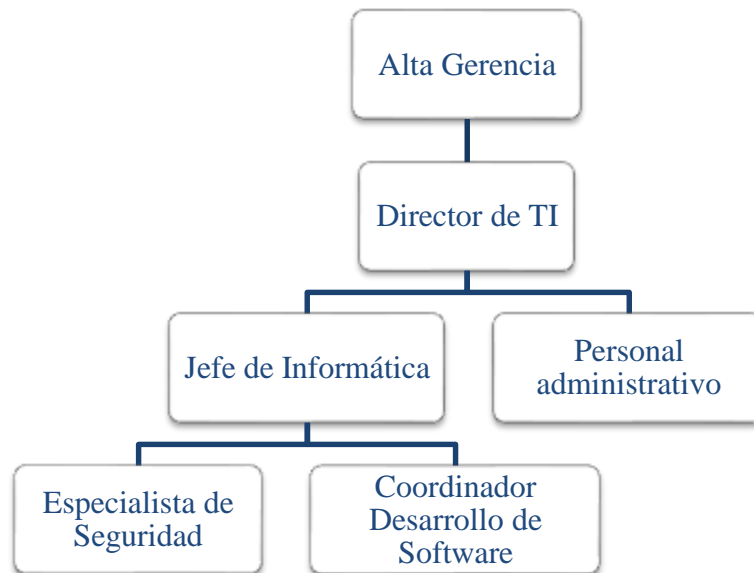 Alta Gerencia
Director de TI
Jefe de Informática
Personal
administrativo
Especialista de
Seguridad
Coordinador
Desarrollo de
Software